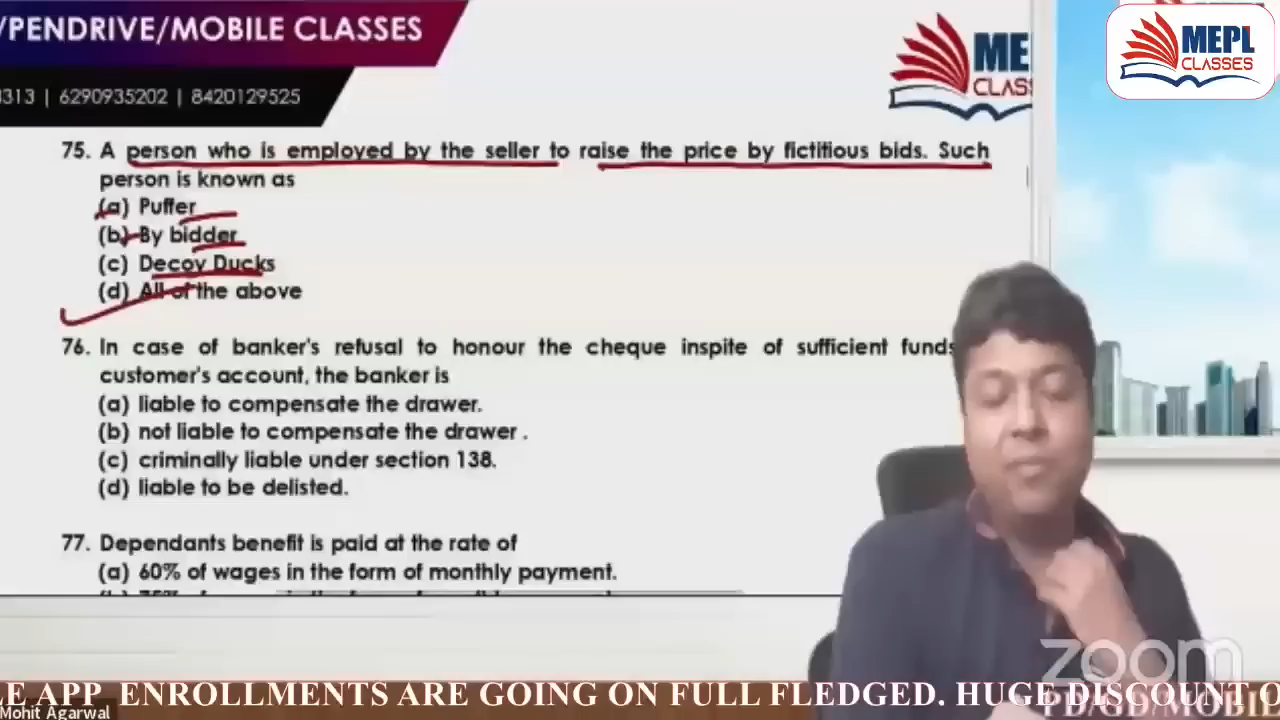 /PENDRIVE/MOBILE CLASSES
313 | 6290935202 | 8420129525
ME
CLASS
MEPL
CLASSES
75. A person who is employed by the seller to raise the price by fictitious bids. Such
person is known as
(a) Puffer
(b) By bidder
(c) Decoy Ducks
(d) All of the above
76. In case of banker's refusal to honour the cheque inspite of sufficient funds
customer's account, the banker is
(a) liable to compensate the drawer.
(b) not liable to compensate the drawer .
(c) criminally liable under section 138.
(d) liable to be delisted.
77. Dependants benefit is paid at the rate of
(a) 60% of wages in the form of monthly payment.
zoom
LE APP ENROLLMENTS ARE GOING ON FULL FLEDGED. HUGE DISCOUNT O
Mohit Agarwal
PD/GD/MOBIL